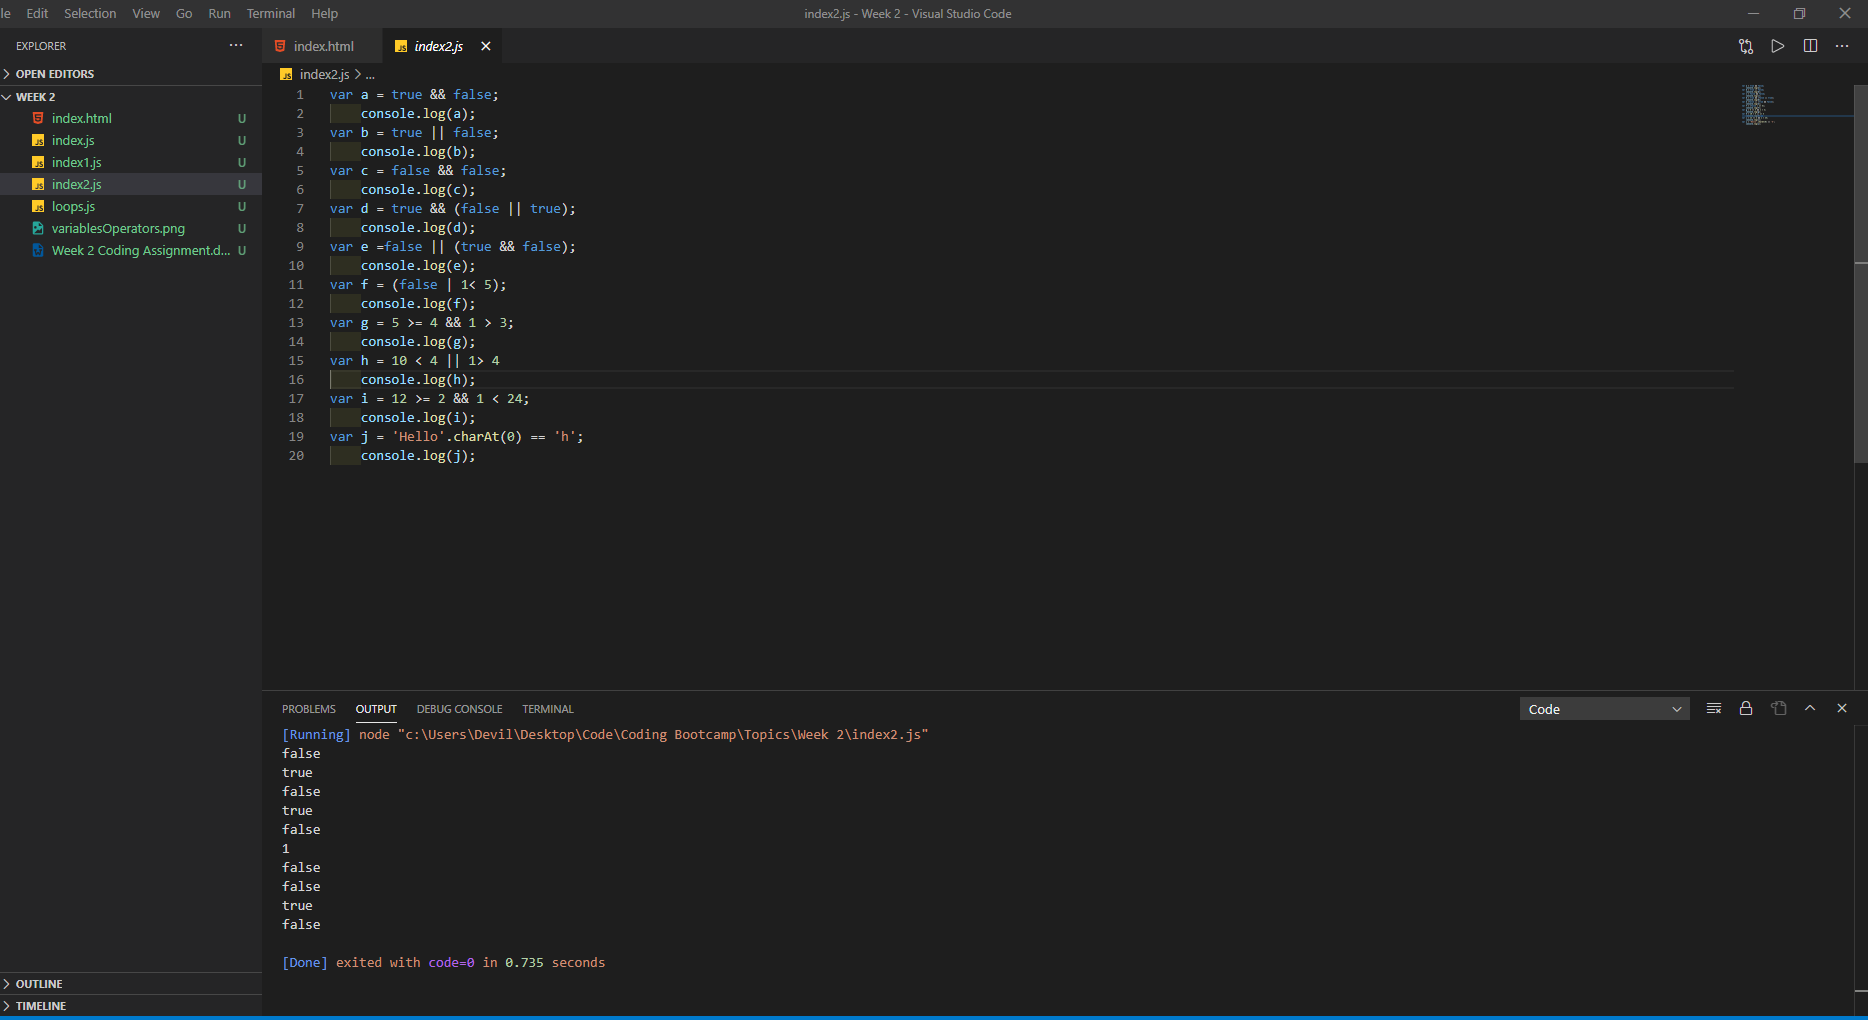 le Edit Selection View Go Run Terminal Help
index2.js - Week 2 - Visual Studio Code
EXPLORER
OPEN EDITORS
WEEK 2
index.html U
index.js U
index1.js U
index2.js U
loops.js U
variablesOperators.png U
Week 2 Coding Assignment.d... U
OUTLINE
TIMELINE
index.html
index2.js
index2.js > ...
1 var a = true && false;
2 console.log(a);
3 var b = true || false;
4 console.log(b);
5 var c = false && false;
6 console.log(c);
7 var d = true && (false || true);
8 console.log(d);
9 var e =false || (true && false);
10 console.log(e);
11 var f = (false | 1< 5);
12 console.log(f);
13 var g = 5 >= 4 && 1 > 3;
14 console.log(g);
15 var h = 10 < 4 || 1> 4
16 console.log(h);
17 var i = 12 >= 2 && 1 < 24;
18 console.log(i);
19 var j = 'Hello'.charAt(0) == 'h';
20 console.log(j);
PROBLEMS OUTPUT DEBUG CONSOLE TERMINAL
Code
[Running] node "c:\Users\Devil\Desktop\Code\Coding Bootcamp\Topics\Week 2\index2.js"
false
true
false
true
false
1
false
false
true
false
[Done] exited with code=0 in 0.735 seconds